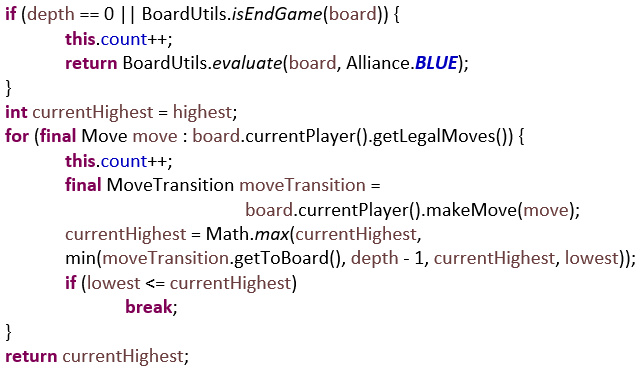 if (depth == 0 || BoardUtils.isEndGame(board)) {
this.count++;
return BoardUtils.evaluate(board, Alliance.BLUE);
}
int currentHighest = highest;
for (final Move move : board.currentPlayer().getLegalMoves()) {
this.count++;
final MoveTransition moveTransition =
board.currentPlayer().makeMove(move);
currentHighest = Math.max(currentHighest,
min(moveTransition.getToBoard(), depth - 1, currentHighest, lowest));
if (lowest <= currentHighest)
break;
}
return currentHighest;